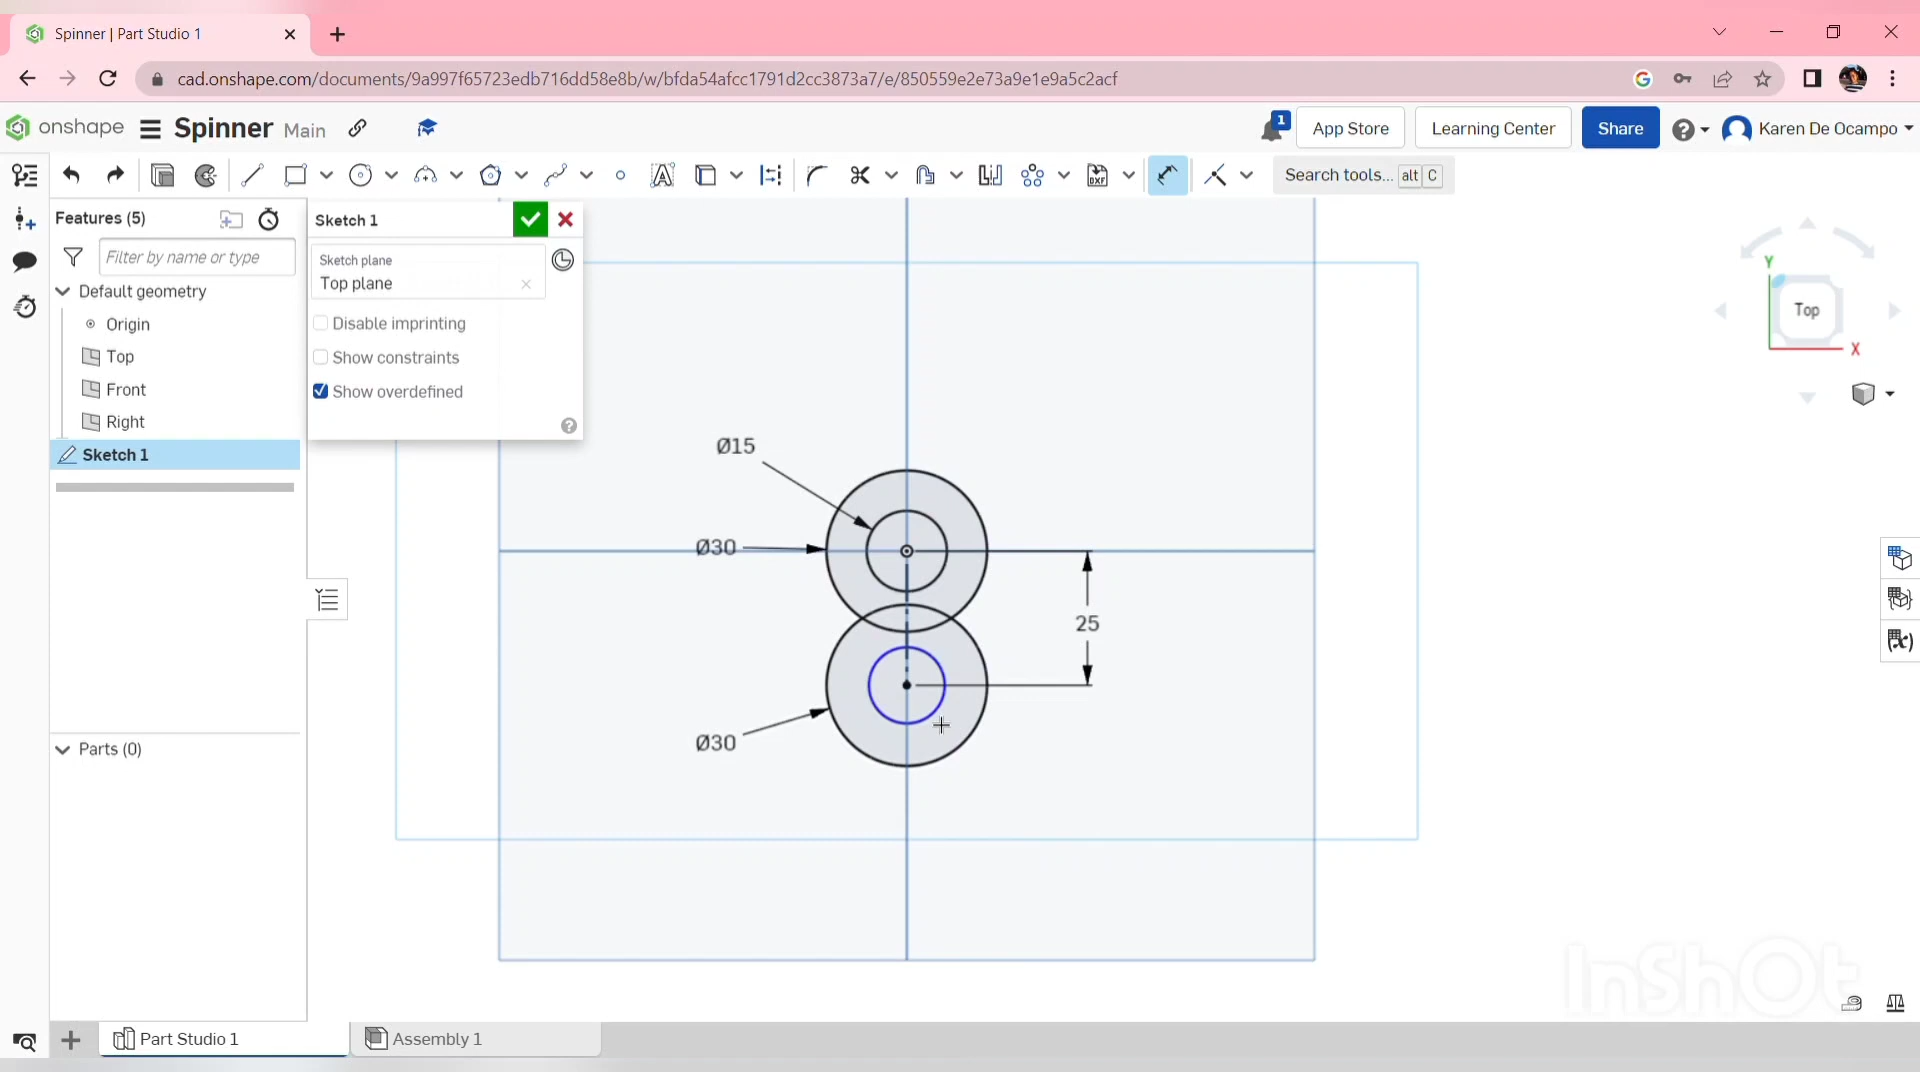 Spinner | Part Studio 1
cad.onshape.com/documents/9a997f65723edb716dd58e8b/w/bfda54afcc1791d2cc3873a7/e/850559e2e73a9e1e9a5c2acf
onshape Spinner Main 1 App Store Learning Center Share Karen De Ocampo
DXF Search tools... alt C
Features (5)
Filter by name or type
Default geometry
Origin
Top
Front
Right
Sketch 1
Parts (0)
Sketch 1
Sketch plane
Top plane
Disable imprinting
Show constraints
Show overdefined
Y
Top
X
Ø15
Ø30
25
Ø30
InShOt
Part Studio 1 Assembly 1